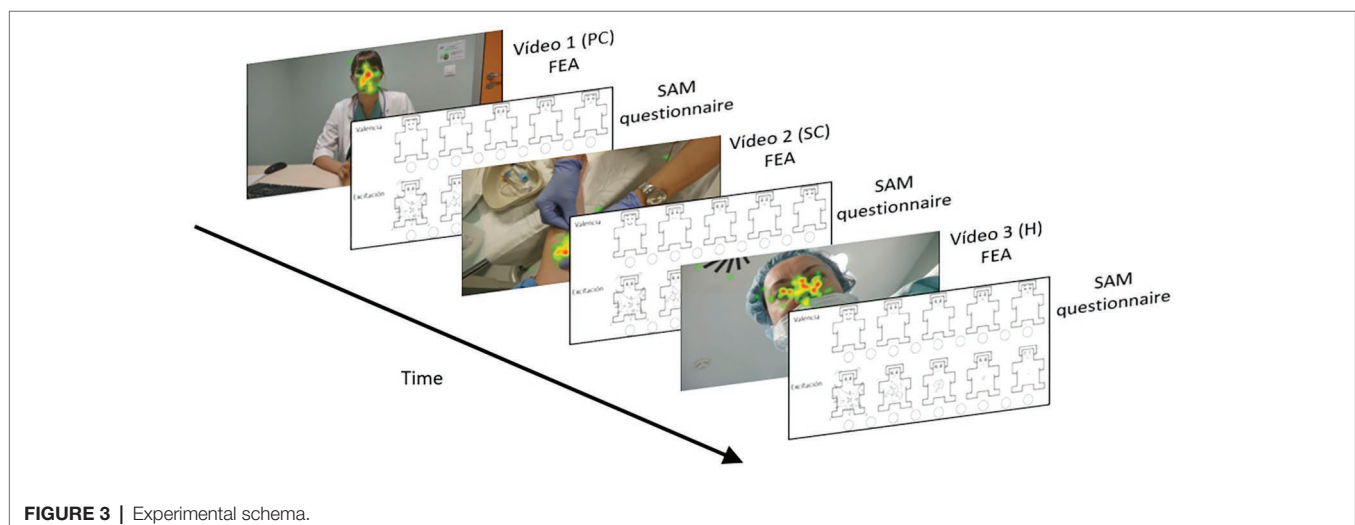 Vídeo 1 (PC)
FEA
SAM
questionnaire
Valencia
Excitación
Vídeo 2 (SC)
FEA
SAM
questionnaire
Valencia
Excitación
Vídeo 3 (H)
FEA
SAM
questionnaire
Valencia
Excitación
Time
FIGURE 3 | Experimental schema.